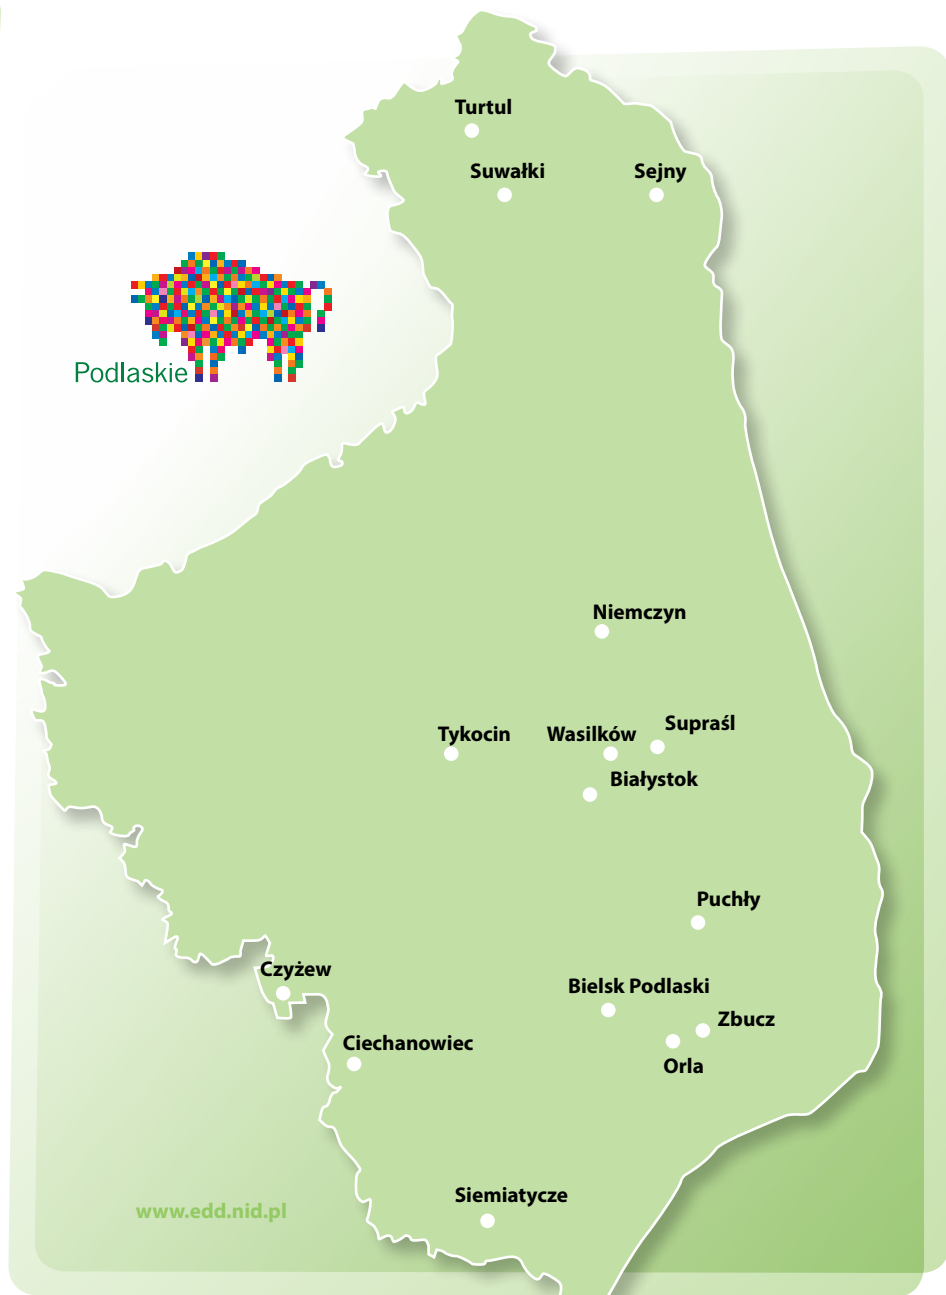 Turtul
Suwałki
Sejny
Podlaskie
Niemczyn
Supraśl
Tykocin
Wasilków
Białystok
Puchły
Czyżew
Bielsk Podlaski
Zbucz
Ciechanowiec
Orla
Siemiatycze
www.edd.nid.pl